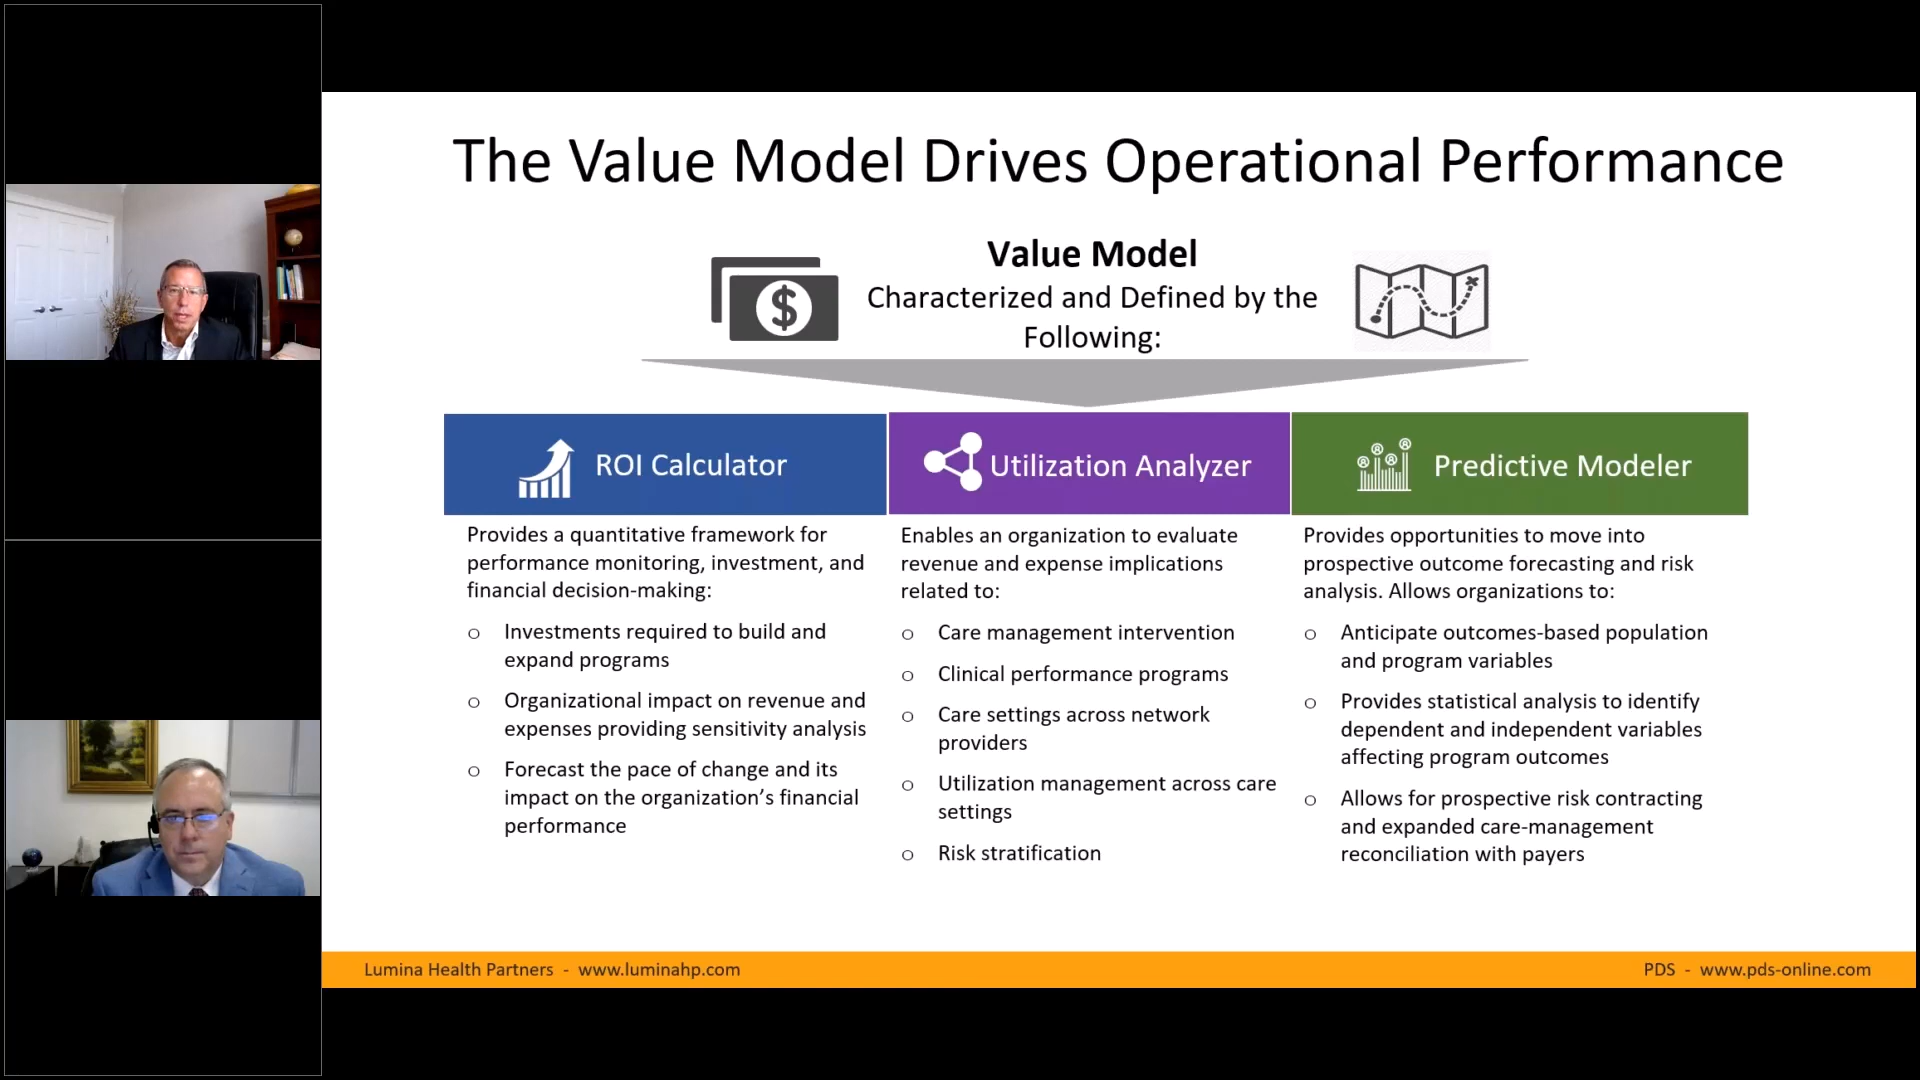 The Value Model Drives Operational Performance
Value Model
Characterized and Defined by the
Following:
$
ROI Calculator
Provides a quantitative framework for
performance monitoring, investment, and
financial decision-making:
o Investments required to build and
expand programs
o Organizational impact on revenue and
expenses providing sensitivity analysis
o Forecast the pace of change and its
impact on the organization’s financial
performance
Utilization Analyzer
Enables an organization to evaluate
revenue and expense implications
related to:
o Care management intervention
o Clinical performance programs
o Care settings across network
providers
o Utilization management across care
settings
o Risk stratification
Predictive Modeler
Provides opportunities to move into
prospective outcome forecasting and risk
analysis. Allows organizations to:
o Anticipate outcomes-based population
and program variables
o Provides statistical analysis to identify
dependent and independent variables
affecting program outcomes
o Allows for prospective risk contracting
and expanded care-management
reconciliation with payers
Lumina Health Partners - www.luminahp.com
PDS - www.pds-online.com